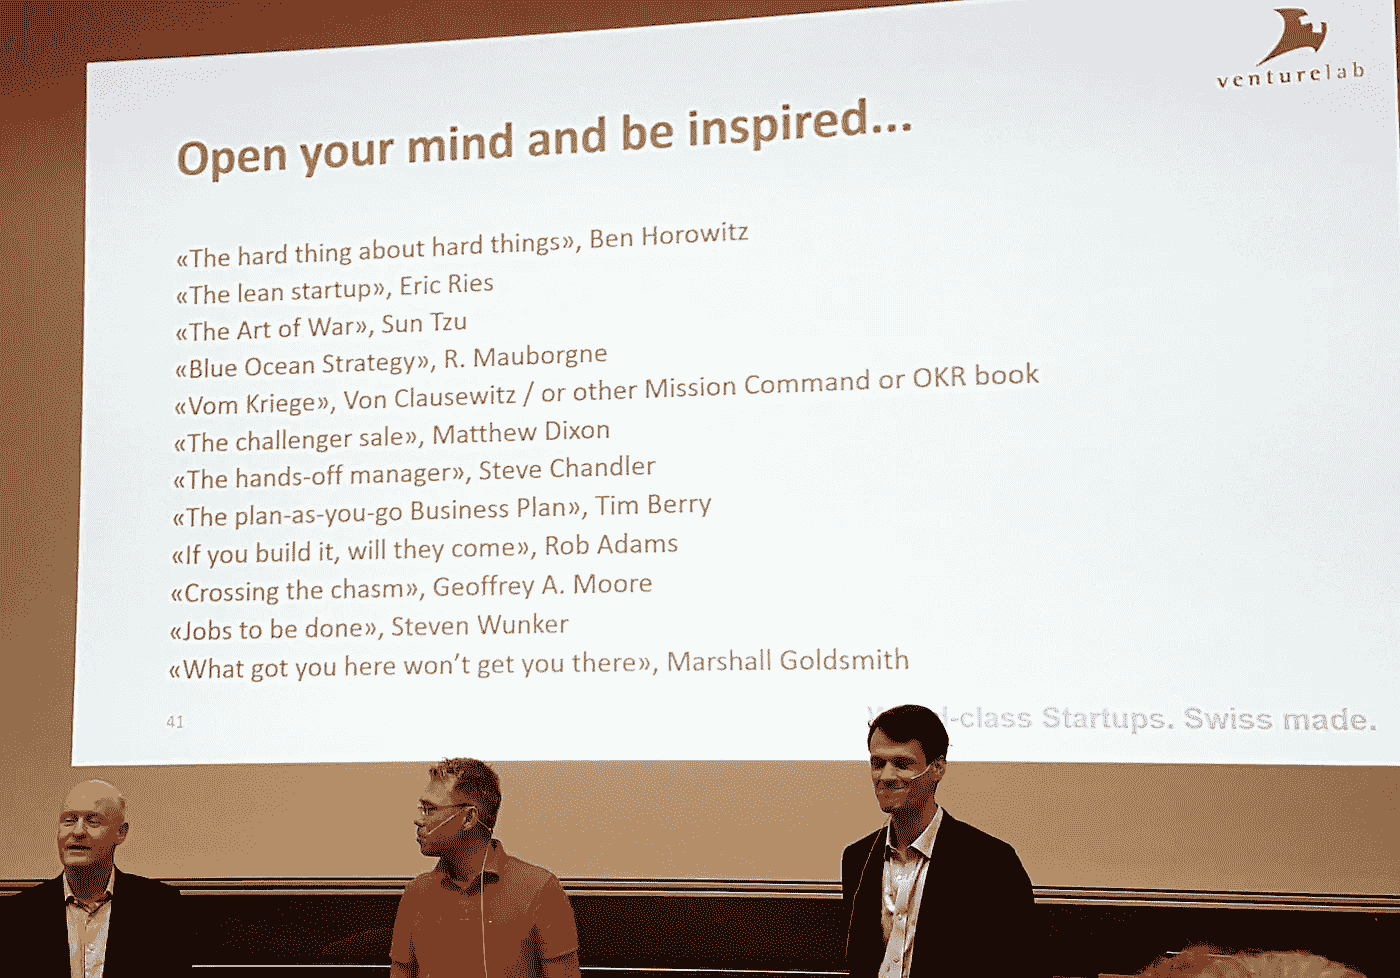 venturelab
Open your mind and be inspired...
«The hard thing about hard things», Ben Horowitz
«The lean startup», Eric Ries
«The Art of War», Sun Tzu
«Blue Ocean Strategy», R. Mauborgne
«Vom Kriege», Von Clausewitz / or other Mission Command or OKR book
«The challenger sale», Matthew Dixon
«The hands-off manager», Steve Chandler
«The plan-as-you-go Business Plan», Tim Berry
«If you build it, will they come», Rob Adams
«Crossing the chasm», Geoffrey A. Moore
«Jobs to be done», Steven Wunker
«What got you here won’t get you there», Marshall Goldsmith
41
-class Startups. Swiss made.